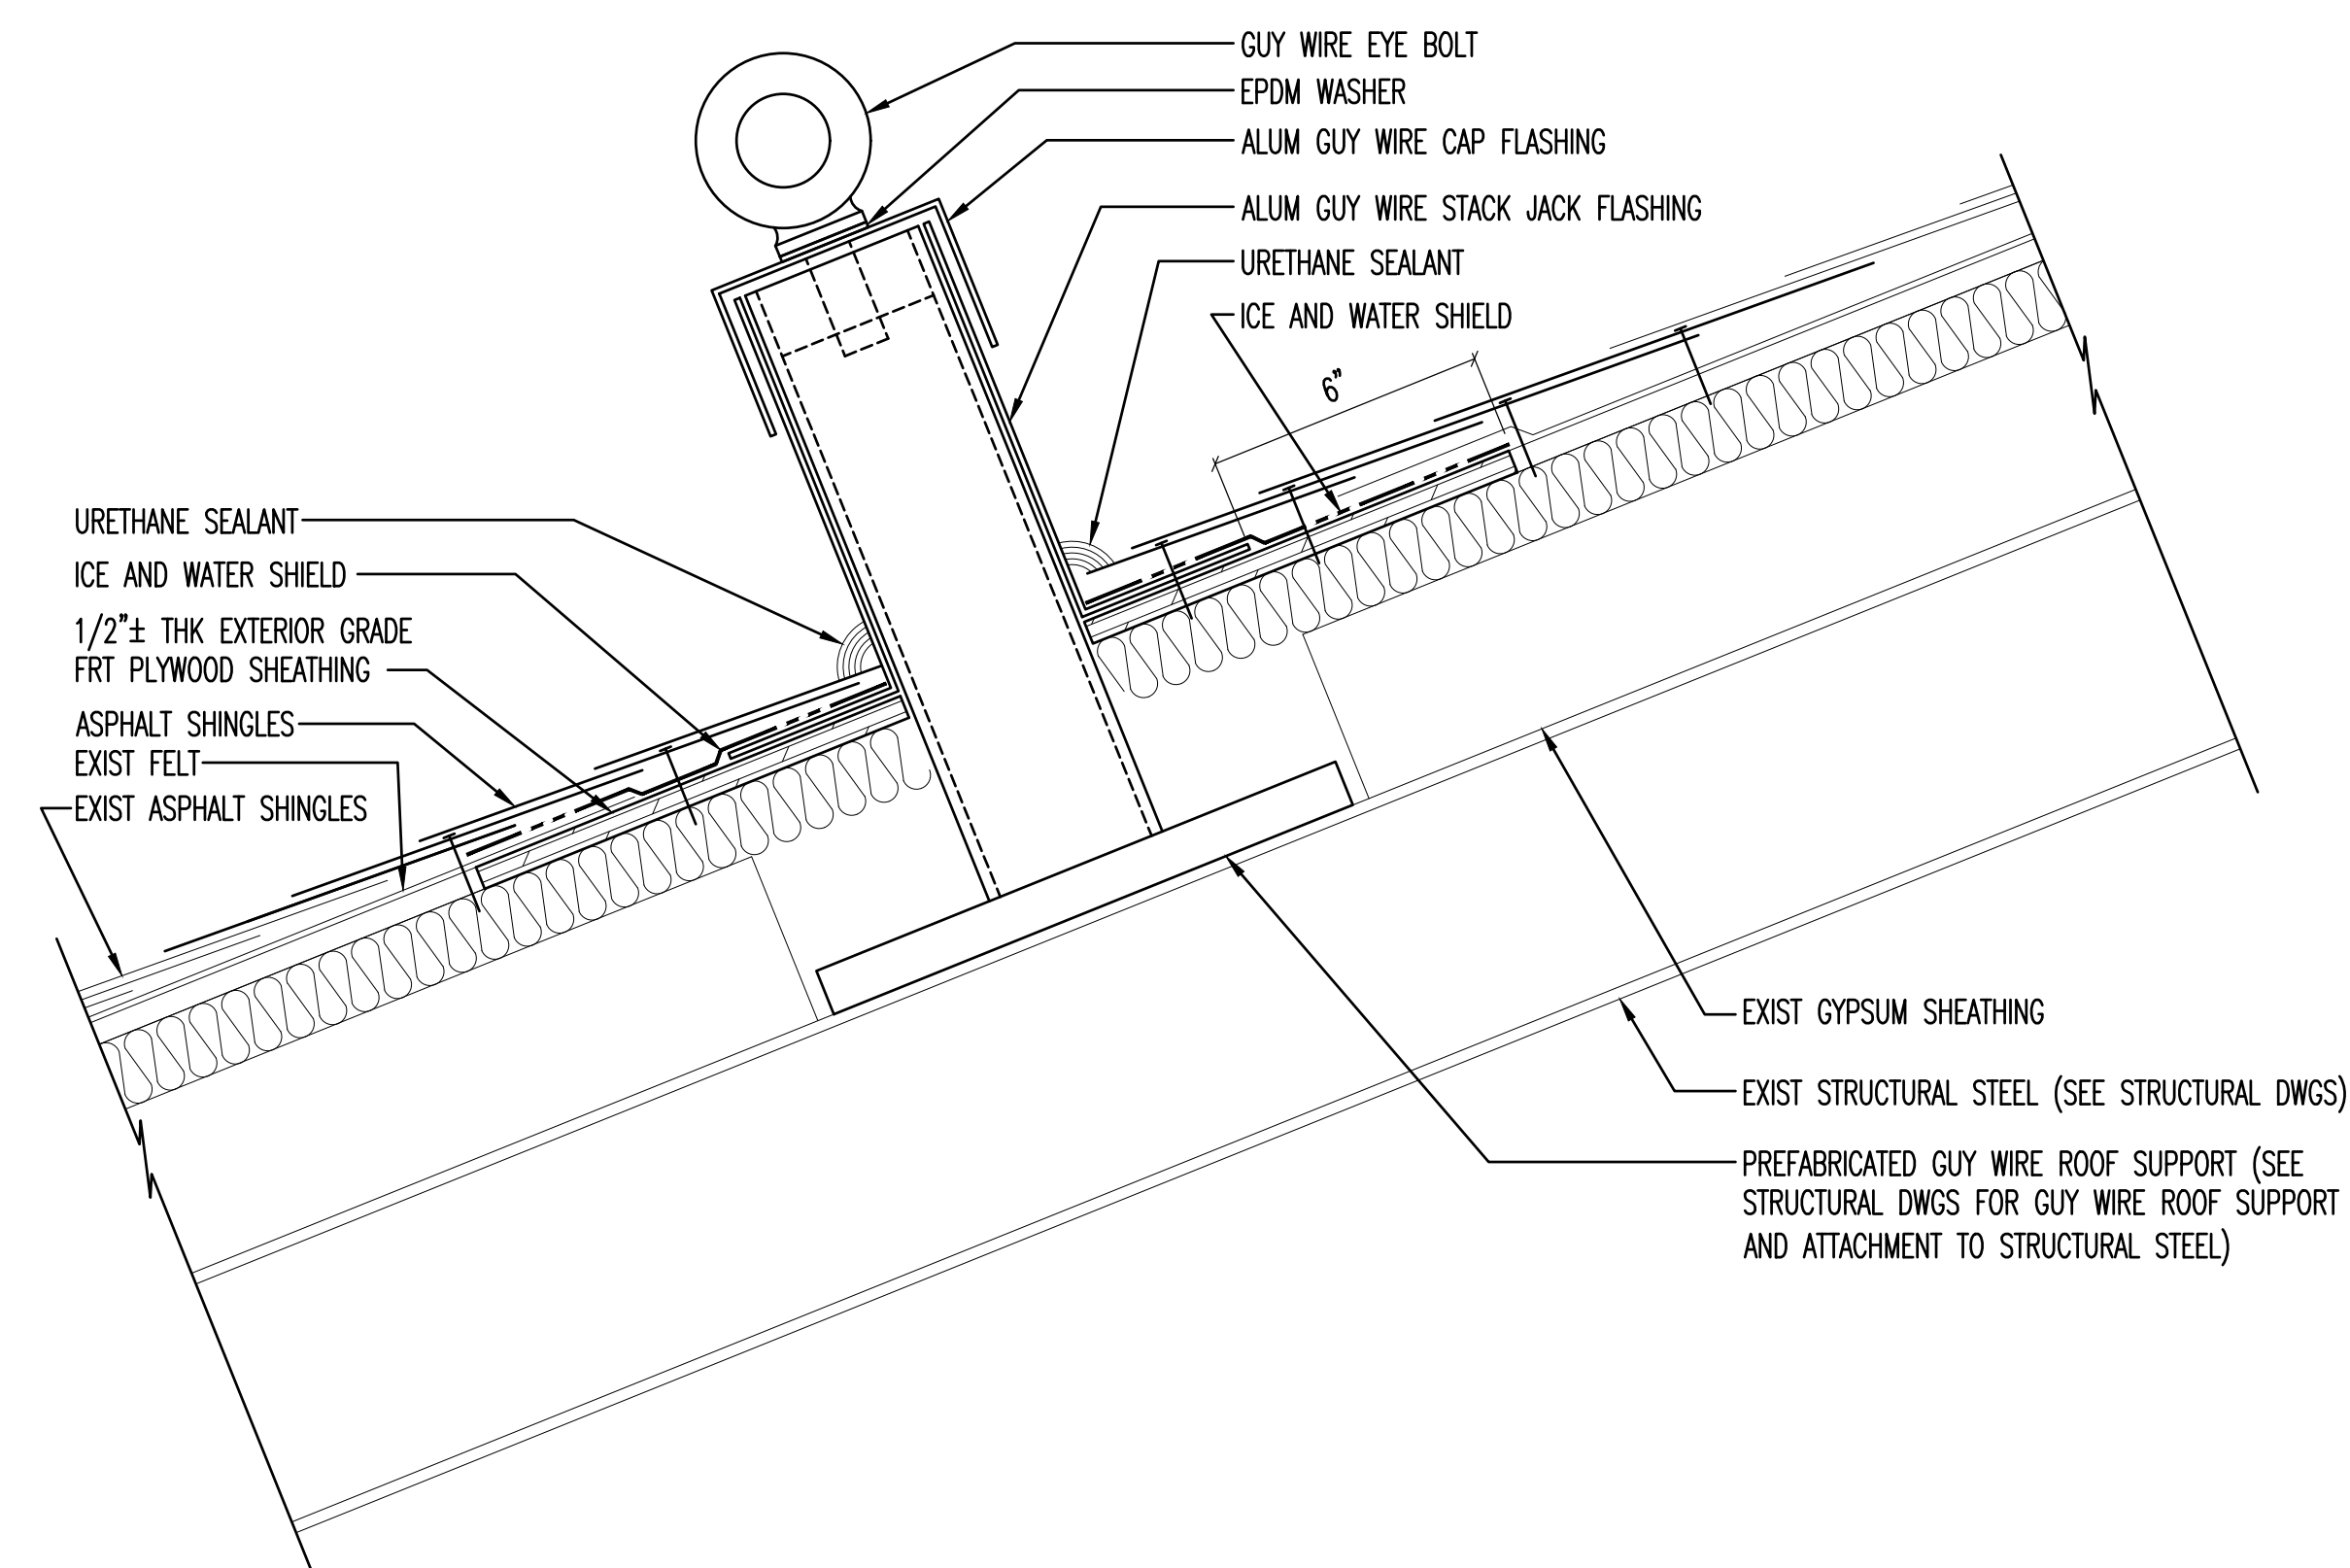 GUY WIRE EYE BOLT
EPDM WASHER
ALUM GUY WIRE CAP FLASHING
ALUM GUY WIRE STACK JACK FLASHING
URETHANE SEALANT
ICE AND WATER SHIELD
6"
URETHANE SEALANT
ICE AND WATER SHIELD
1/2"± THK EXTERIOR GRADE
FRT PLYWOOD SHEATHING
ASPHALT SHINGLES
EXIST FELT
EXIST ASPHALT SHINGLES
EXIST GYPSUM SHEATHING
EXIST STRUCTURAL STEEL (SEE STRUCTURAL DWGS)
PREFABRICATED GUY WIRE ROOF SUPPORT (SEE
STRUCTURAL DWGS FOR GUY WIRE ROOF SUPPORT
AND ATTACHMENT TO STRUCTURAL STEEL)